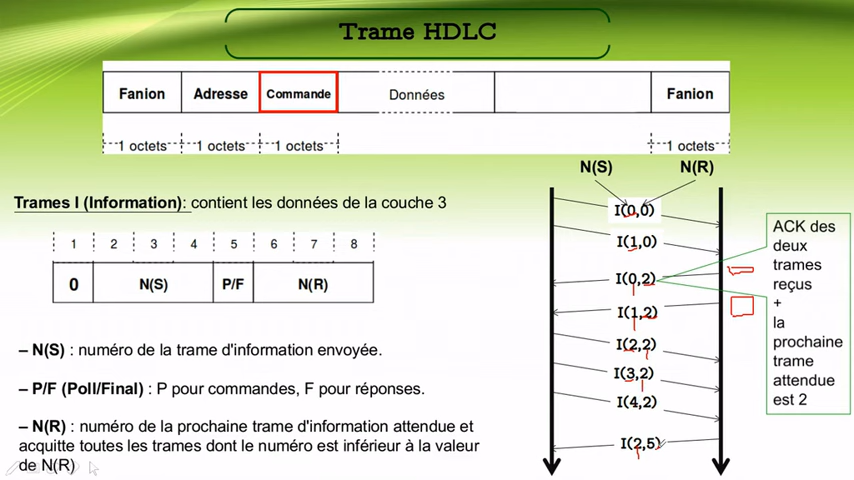 Trame HDLC
Fanion Adresse Commande Données Fanion
1 octets 1 octets 1 octets 1 octets
N(S) N(R)
Trames I (Information): contient les données de la couche 3
1 2 3 4 5 6 7 8
0 N(S) P/F N(R)
– N(S) : numéro de la trame d'information envoyée.
– P/F (Poll/Final) : P pour commandes, F pour réponses.
– N(R) : numéro de la prochaine trame d'information attendue et
acquitte toutes les trames dont le numéro est inférieur à la valeur
de N(R)
I(0,0)
I(1,0)
I(0,2)
I(1,2)
I(2,2)
I(3,2)
I(4,2)
I(2,5)
ACK des
deux
trames
reçus
+
la
prochaine
trame
attendue
est 2